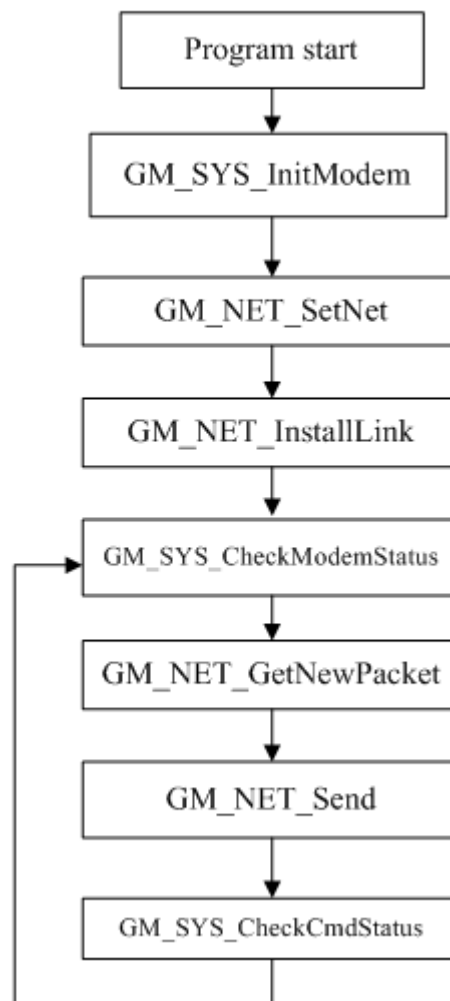 Program start
GM_SYS_InitModem
GM_NET_SetNet
GM_NET_InstallLink
GM_SYS_CheckModemStatus
GM_NET_GetNewPacket
GM_NET_Send
GM_SYS_CheckCmdStatus